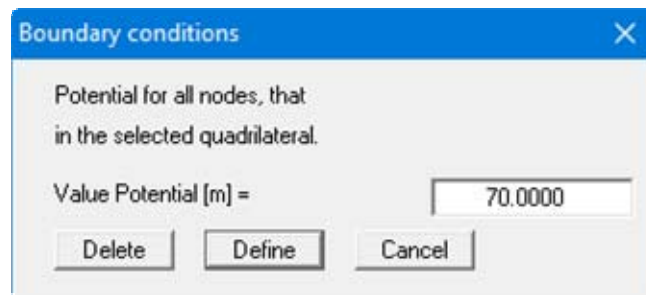 Boundary conditions
Potential for all nodes, that
in the selected quadrilateral.
Value Potential [m] = 70.0000
Delete Define Cancel